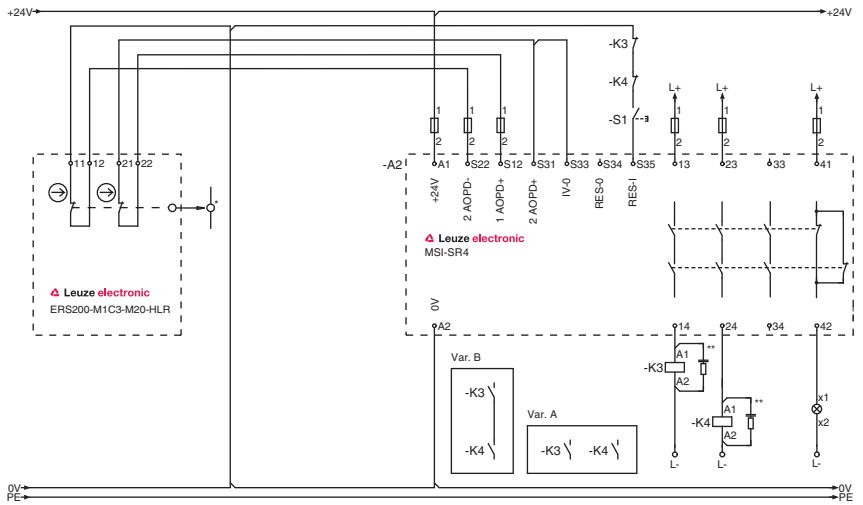 +24V +24V
-K3
-K4
-S1
L+ L+ L+
1 1 1 1 1 1
2 2 2 2 2 2
11 12 21 22
-A2 A1 S22 S12 S31 S33 S34 S35 13 23 33 41
+24V
2 AOPD-
1 AOPD+
2 AOPD+
IV-0
RES-0
RES-I
*
Leuze electronic
MSI-SR4
Leuze electronic
ERS200-M1C3-M20-HLR
0V
A2 14 24 34 42
Var. B
-K3
-K4
Var. A
-K3 -K4
-K3 A1 A2 **
-K4 A1 A2 **
x1
x2
L- L- L-
0V 0V
PE PE